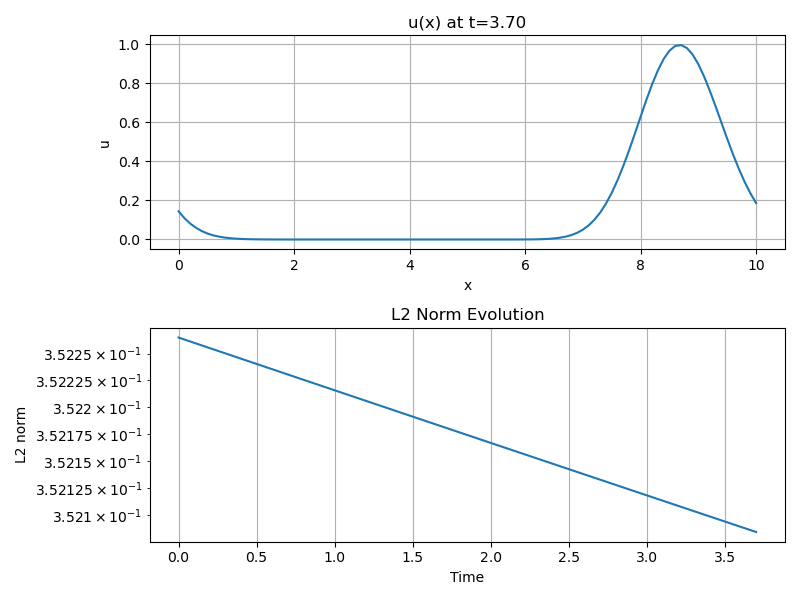 u(x) at t=3.70
1.0
0.8
0.6
0.4
0.2
0.0
u
0 2 4 6 8 10
x
L2 Norm Evolution
3.5225 × 10⁻¹
3.52225 × 10⁻¹
3.522 × 10⁻¹
3.52175 × 10⁻¹
3.5215 × 10⁻¹
3.52125 × 10⁻¹
3.521 × 10⁻¹
L2 norm
0.0 0.5 1.0 1.5 2.0 2.5 3.0 3.5
Time